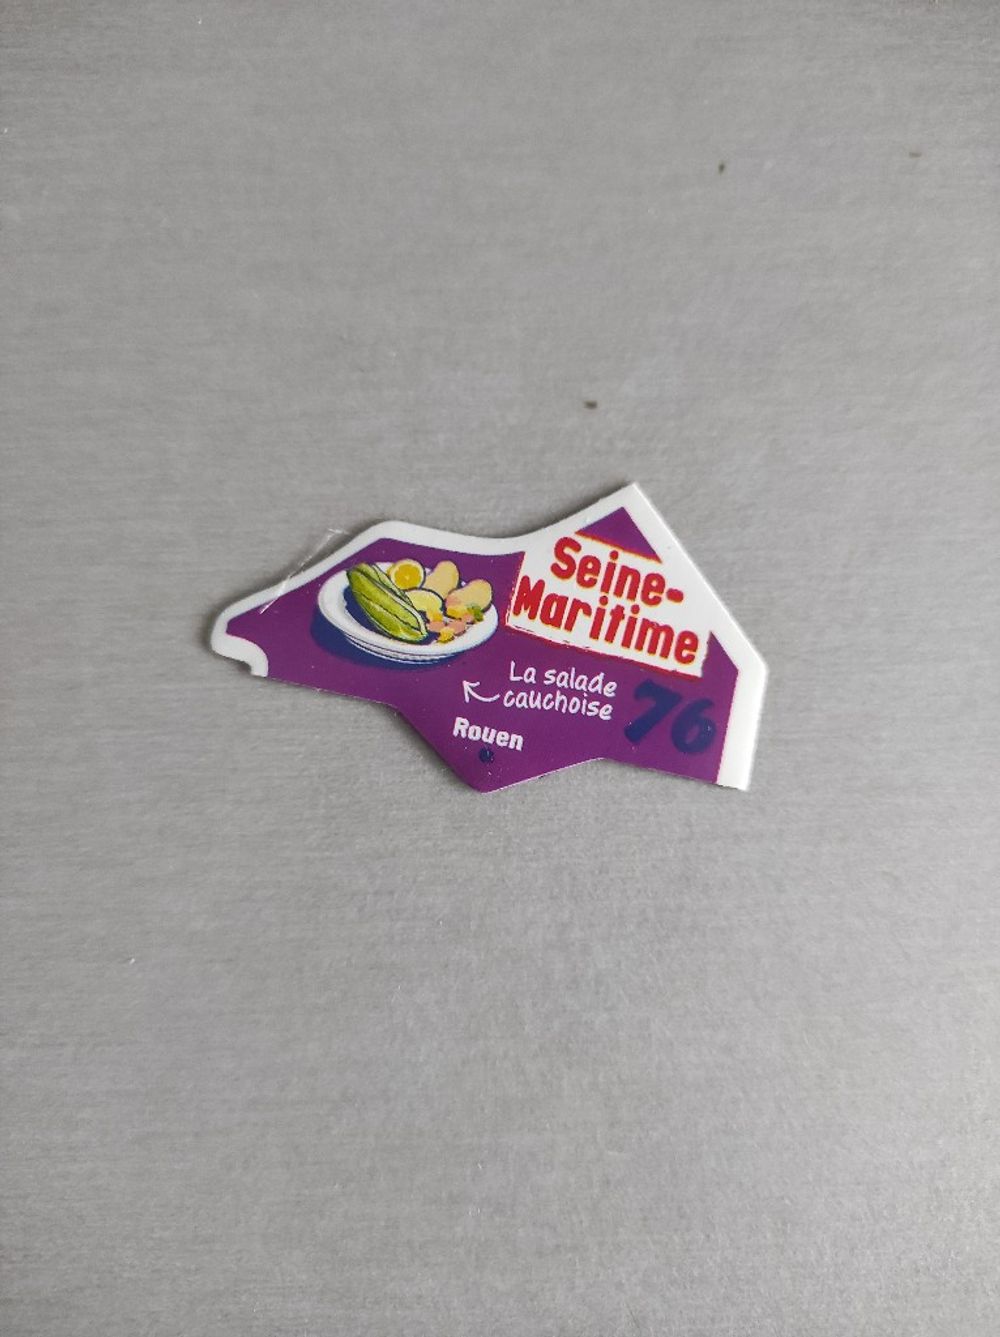 Seine-
Maritime
La salade
cauchoise
76
Rouen